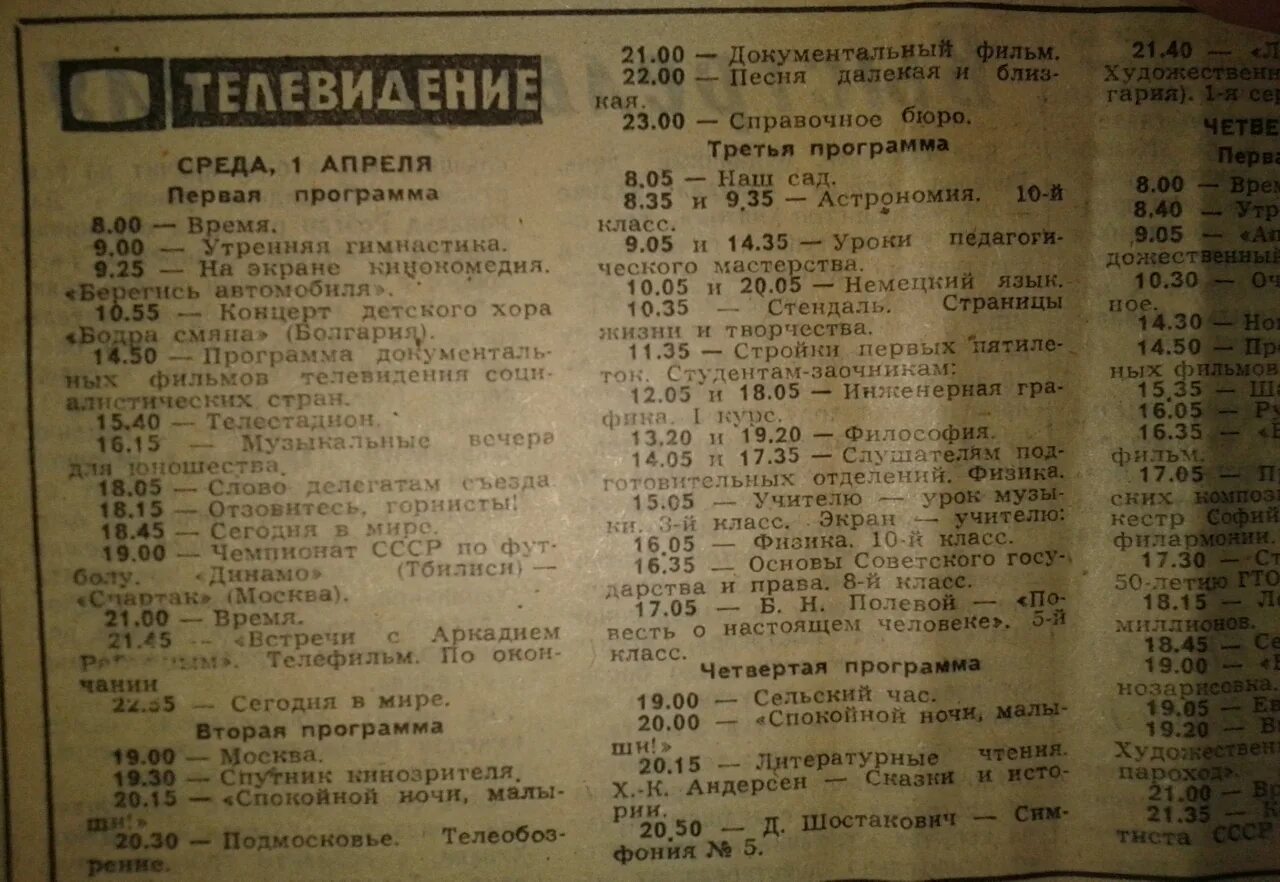 ТЕЛЕВИДЕНИЕ
СРЕДА, 1 АПРЕЛЯ
Первая программа
8.00 — Время.
9.00 — Утренняя гимнастика.
9.25 — На экране кинокомедия.
«Берегись автомобиля».
10.55 — Концерт детского хора
«Бодра смяна» (Болгария).
14.50 — Программа документаль-
ных фильмов телевидения соци-
алистических стран.
15.40 — Телестадион.
16.15 — Музыкальные вечера
для юношества.
18.05 — Слово делегатам съезда.
18.15 — Отзовитесь, горнисты!
18.45 — Сегодня в мире.
19.00 — Чемпионат СССР по фут-
болу. «Динамо» (Тбилиси) —
«Спартак» (Москва).
21.00 — Время.
21.45 — «Встречи с Аркадием
Телефильм. По окон-
чании
22.35 — Сегодня в мире.
Вторая программа
19.00 — Москва.
19.30 — Спутник кинозрителя.
20.15 — «Спокойной ночи, малы-
ши!»
20.30 — Подмосковье. Телеобоз-
рение.
21.00 — Документальный фильм.
22.00 — Песня далекая и близ-
кая.
23.00 — Справочное бюро.
Третья программа
8.05 — Наш сад.
8.35 и 9.35 — Астрономия. 10-й
класс.
9.05 и 14.35 — Уроки педагоги-
ческого мастерства.
10.05 и 20.05 — Немецкий язык.
10.35 — Стендаль. Страницы
жизни и творчества.
11.35 — Стройки первых пятиле-
ток. Студентам-заочникам:
12.05 и 18.05 — Инженерная гра-
фика. I курс.
13.20 и 19.20 — Философия.
14.05 и 17.35 — Слушателям под-
готовительных отделений. Физика.
15.05 — Учителю — урок музы-
ки. 3-й класс. Экран — учителю:
16.05 — Физика. 10-й класс.
16.35 — Основы Советского госу-
дарства и права. 8-й класс.
17.05 — Б. Н. Полевой — «По-
весть о настоящем человеке». 5-й
класс.
Четвертая программа
19.00 — Сельский час.
20.00 — «Спокойной ночи, малы-
ши!»
20.15 — Литературные чтения.
Х.-К. Андерсен — Сказки и исто-
рии.
20.50 — Д. Шостакович — Сим-
фония № 5.
21.40 —
Художественн
гария). 1-я се
ЧЕТВЕ
Перва
8.00 — Врем
8.40 — Утр
9.05 —
дожественный
10.30 — Оч
ное.
14.30 — Но
14.50 — Пр
ных фильмов
15.35 — Ша
16.05 — Ру
16.35 —
фильм.
17.05 — П
ских композ
кестр Софий
филармонии.
17.30 — Ст
50-летию ГТО
18.15 —
миллионов.
18.45 — Се
19.00 —
нозарисовка.
19.05 — Ев
19.20 — В
Художествен
пароход».
21.00 — Вр
21.35 — К
тиста СССР